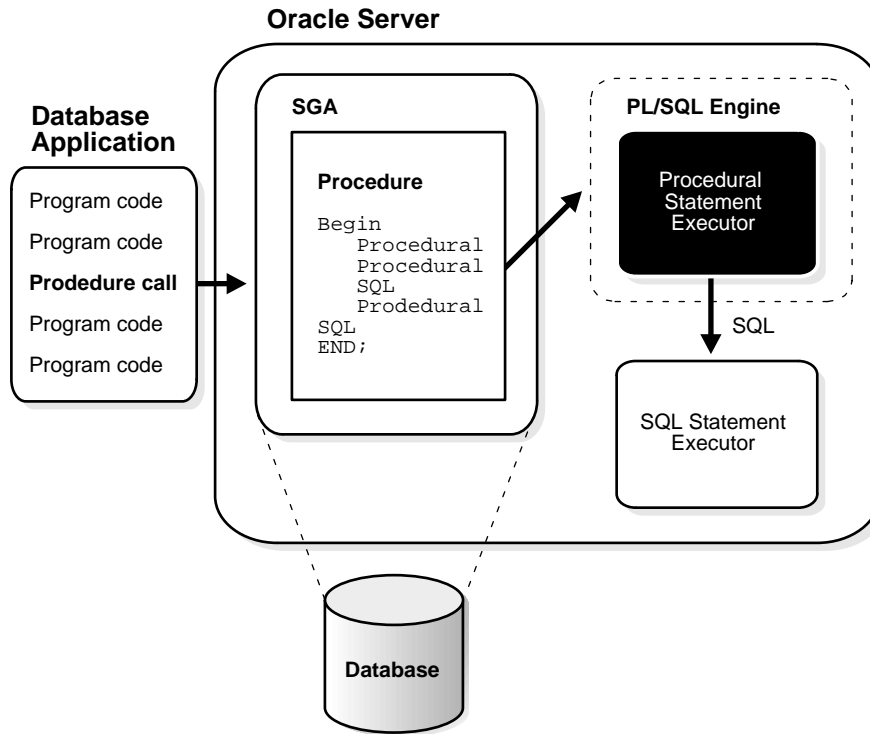 Oracle Server
Database
Application
Program code
Program code
Prodedure call
Program code
Program code
SGA
Procedure
Begin
Procedural
Procedural
SQL
Prodedural
SQL
END;
PL/SQL Engine
Procedural
Statement
Executor
SQL
SQL Statement
Executor
Database